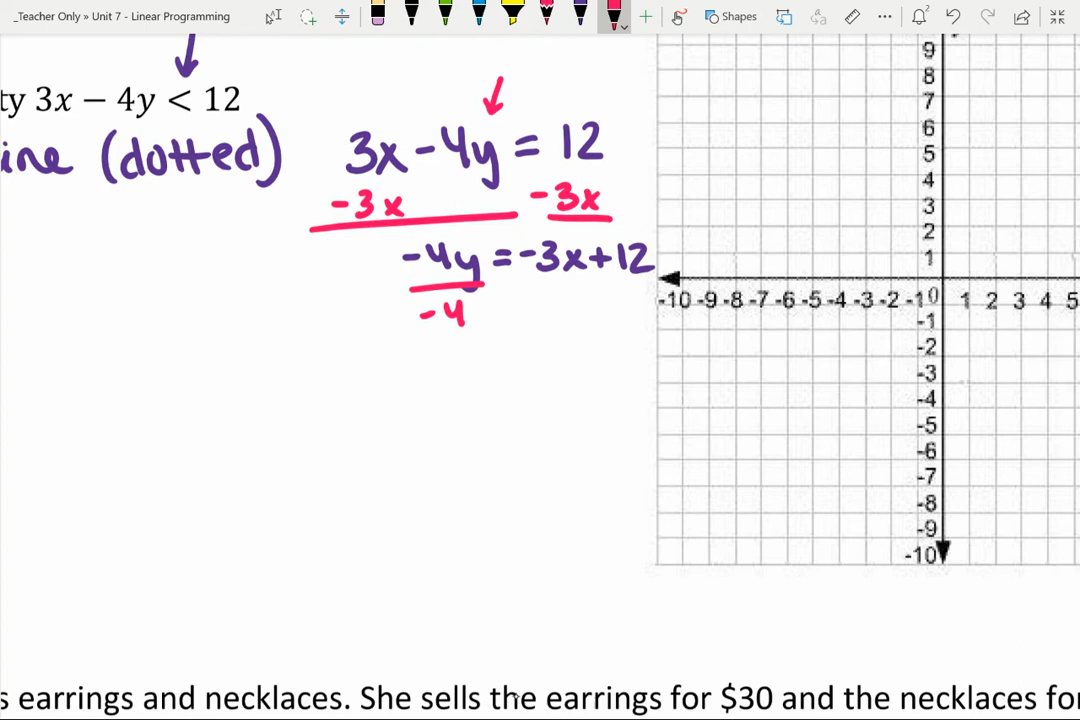 _Teacher Only » Unit 7 - Linear Programming
Shapes
ty 3x − 4y < 12
ine (dotted)
3x - 4y = 12
-3x -3x
-4y = -3x + 12
-4
9
8
7
6
5
4
3
2
1
-10 -9 -8 -7 -6 -5 -4 -3 -2 -1 0 1 2 3 4 5
-1
-2
-3
-4
-5
-6
-7
-8
-9
-10
s earrings and necklaces. She sells the earrings for $30 and the necklaces for